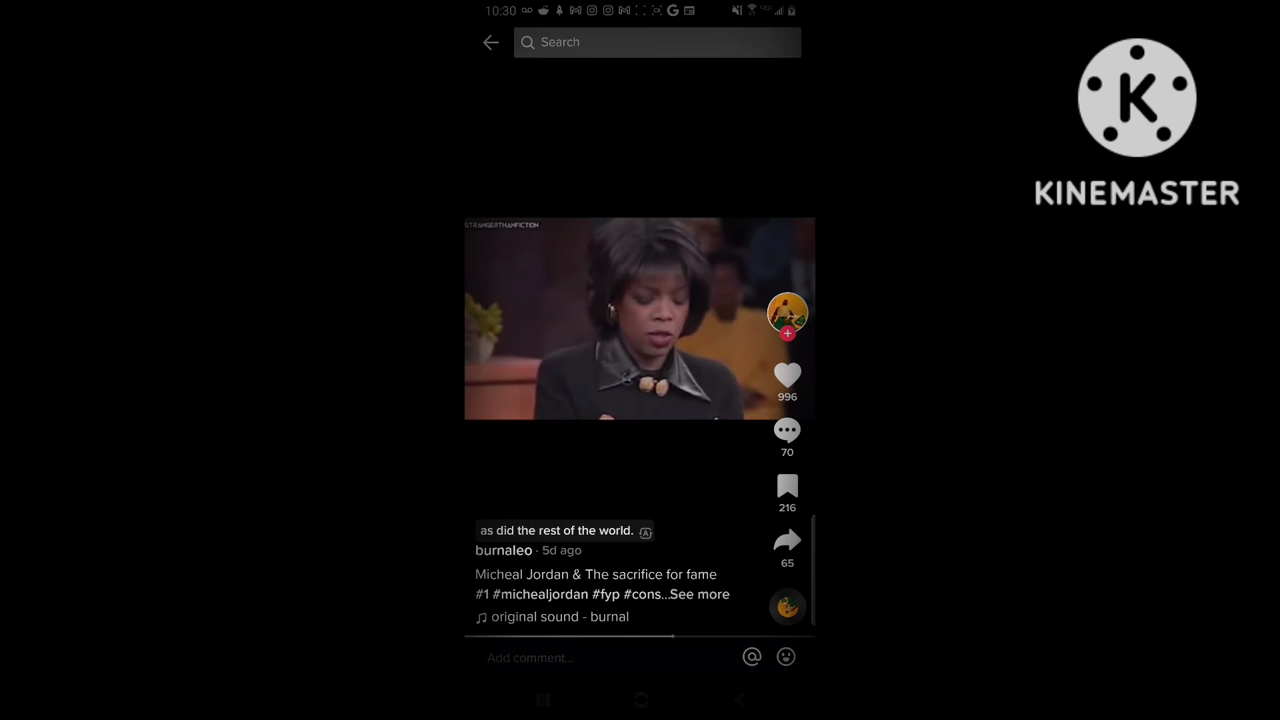 10:30
Search
K
KINEMASTER
STRANGERTHANFICTION
996
70
216
65
as did the rest of the world.
burnaleo · 5d ago
Micheal Jordan & The sacrifice for fame
#1 #michealjordan #fyp #cons...See more
original sound - burnal
Add comment...